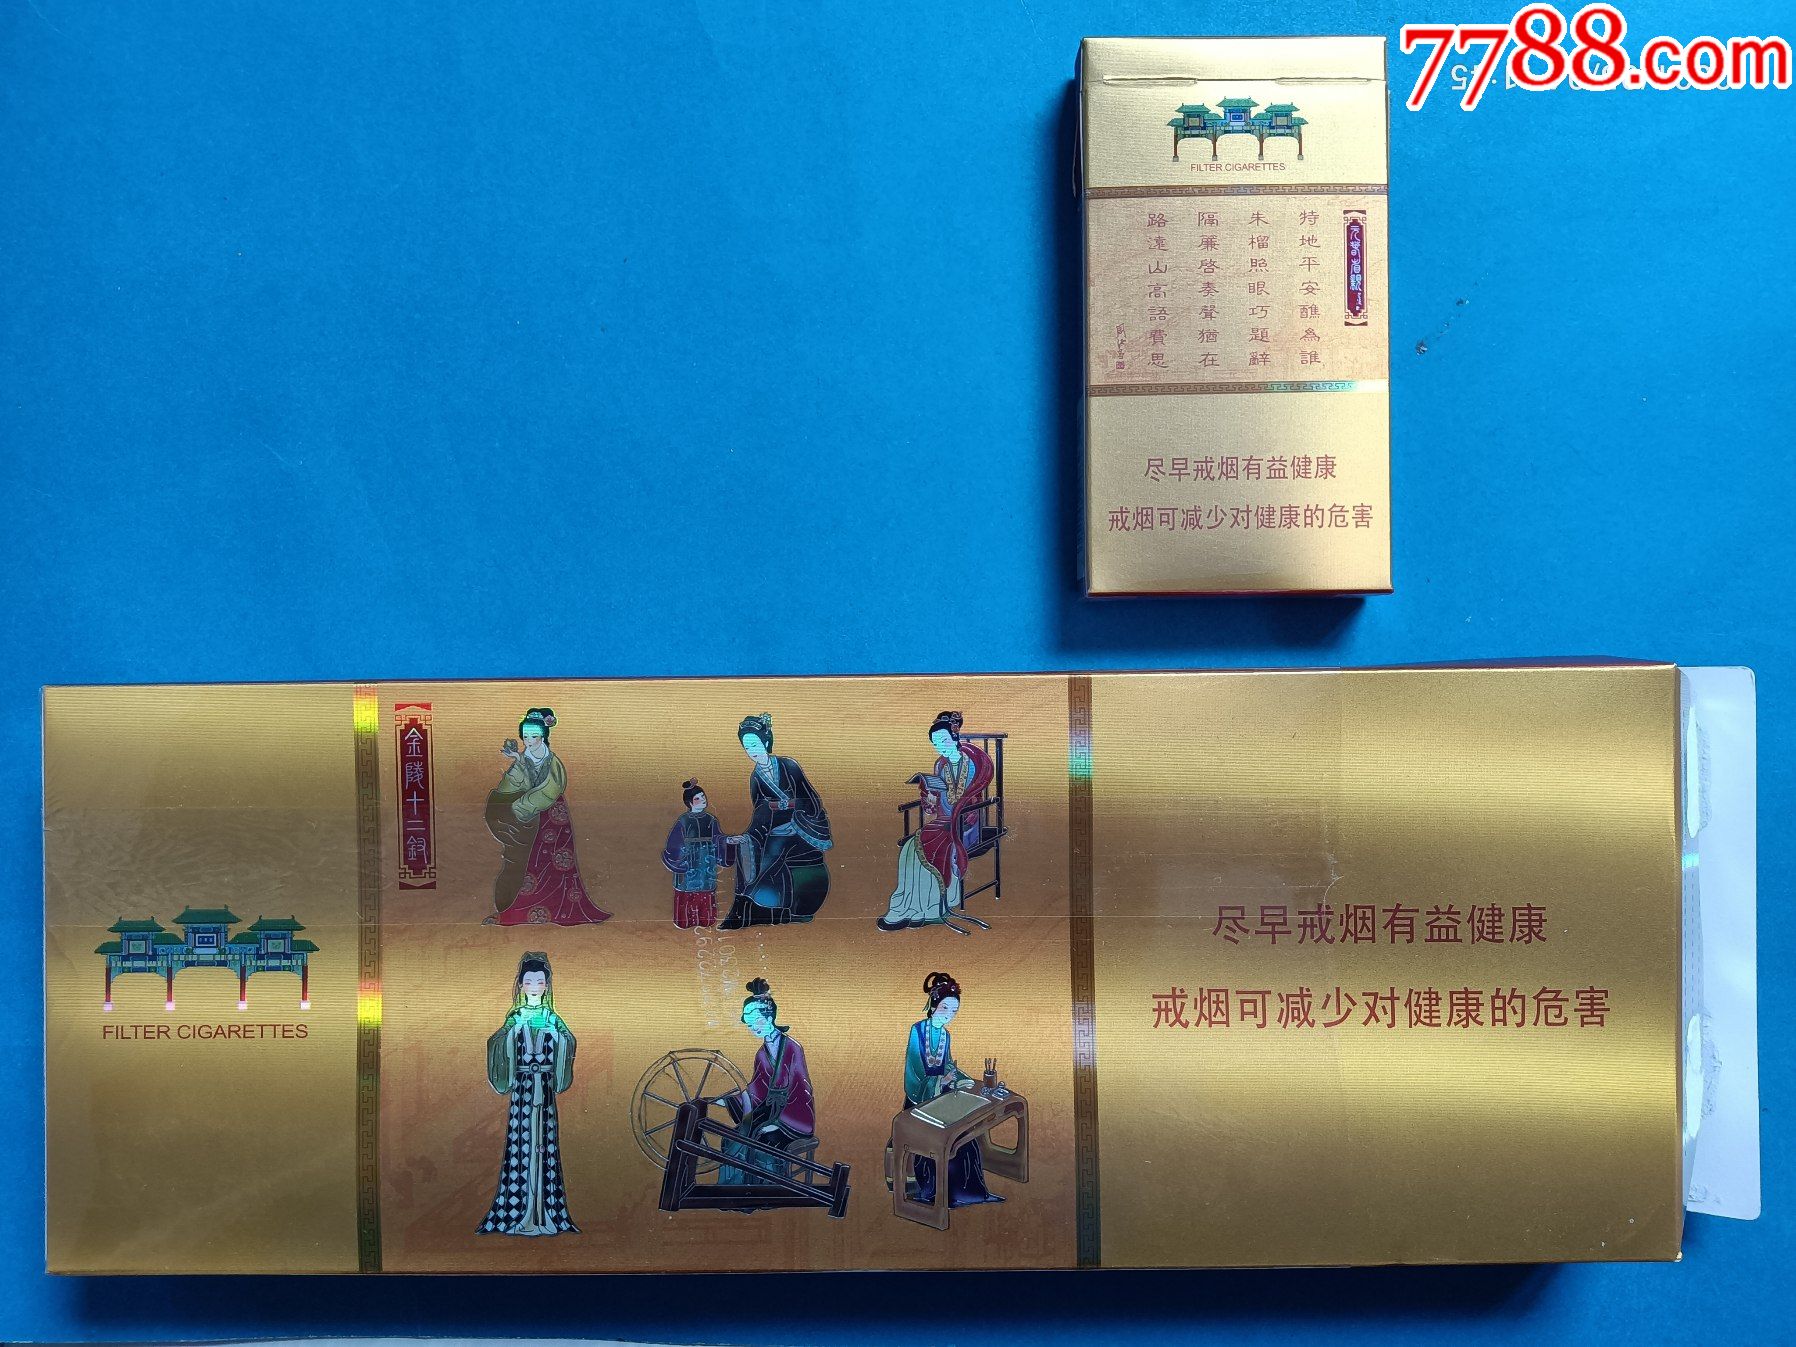 7788.com
FILTER CIGARETTES
元春省親
特地平安醮為誰
朱榴照眼巧題辭
隔簾啓奏聲猶在
路遠山高語費思
尽早戒烟有益健康
戒烟可减少对健康的危害
金陵十二釵
FILTER CIGARETTES
尽早戒烟有益健康
戒烟可减少对健康的危害